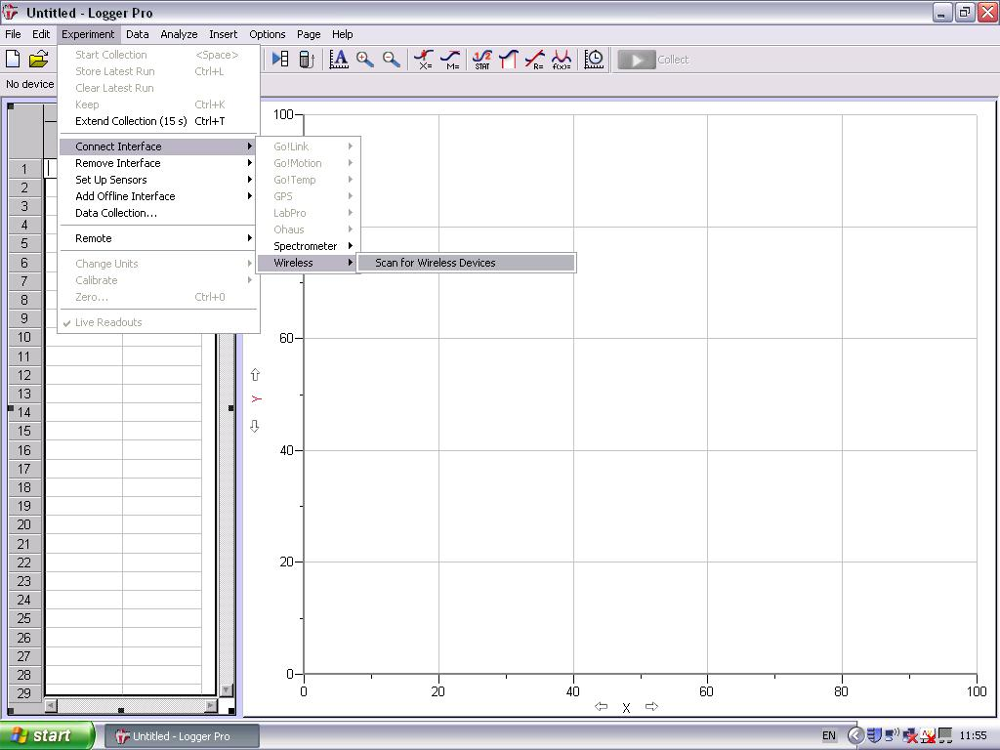 Untitled - Logger Pro
File Edit Experiment Data Analyze Insert Options Page Help
X= M= STAT R= f(x)= Collect
No device
Start Collection <Space>
Store Latest Run Ctrl+L
Clear Latest Run
Keep Ctrl+K
Extend Collection (15 s) Ctrl+T
Connect Interface
Remove Interface
Set Up Sensors
Add Offline Interface
Data Collection...
Remote
Change Units
Calibrate
Zero... Ctrl+0
Live Readouts
Go!Link
Go!Motion
Go!Temp
GPS
LabPro
Ohaus
Spectrometer
Wireless
Scan for Wireless Devices
1
2
3
4
5
6
7
8
9
10
11
12
13
14
15
16
17
18
19
20
21
22
23
24
25
26
27
28
29
100
60
40
20
0
Y
0 20 40 60 80 100
X
start Untitled - Logger Pro EN 11:55